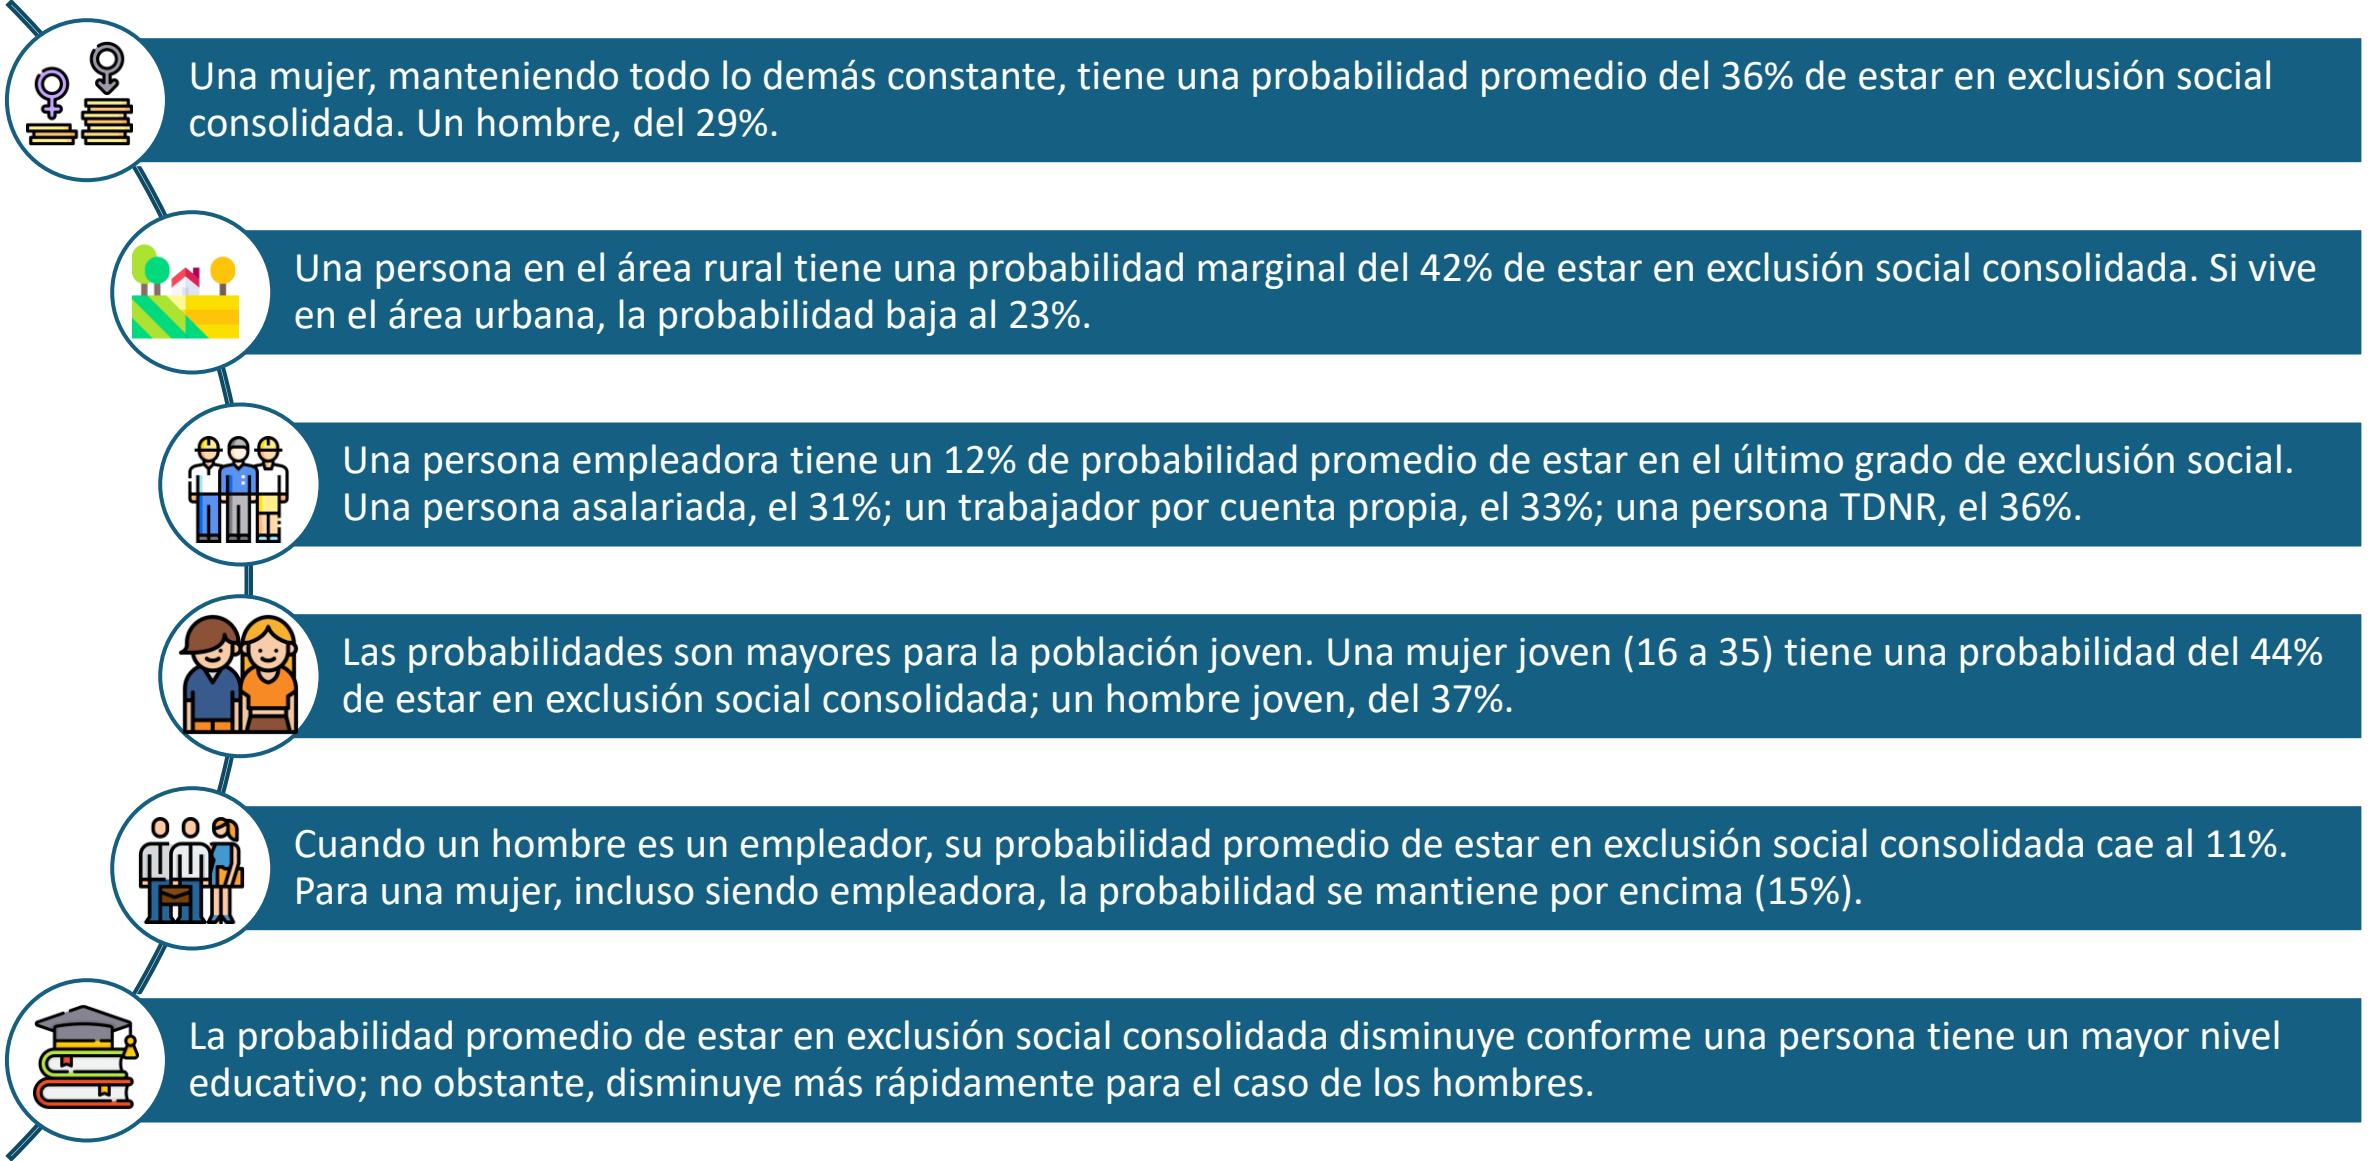 Una mujer, manteniendo todo lo demás constante, tiene una probabilidad promedio del 36% de estar en exclusión social
consolidada. Un hombre, del 29%.
Una persona en el área rural tiene una probabilidad marginal del 42% de estar en exclusión social consolidada. Si vive
en el área urbana, la probabilidad baja al 23%.
Una persona empleadora tiene un 12% de probabilidad promedio de estar en el último grado de exclusión social.
Una persona asalariada, el 31%; un trabajador por cuenta propia, el 33%; una persona TDNR, el 36%.
Las probabilidades son mayores para la población joven. Una mujer joven (16 a 35) tiene una probabilidad del 44%
de estar en exclusión social consolidada; un hombre joven, del 37%.
Cuando un hombre es un empleador, su probabilidad promedio de estar en exclusión social consolidada cae al 11%.
Para una mujer, incluso siendo empleadora, la probabilidad se mantiene por encima (15%).
La probabilidad promedio de estar en exclusión social consolidada disminuye conforme una persona tiene un mayor nivel
educativo; no obstante, disminuye más rápidamente para el caso de los hombres.